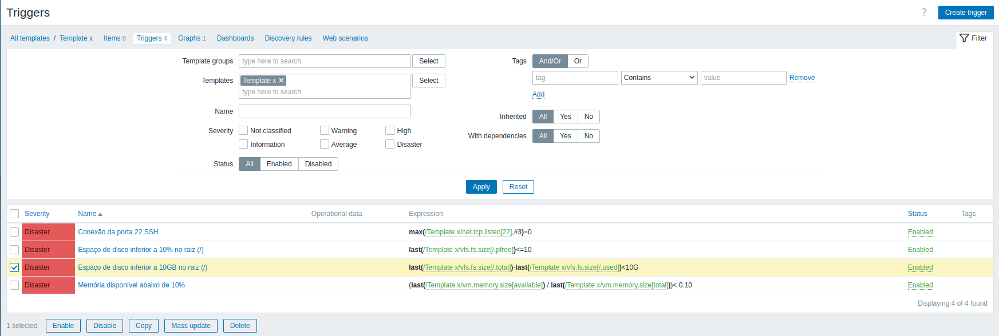 Triggers
? Create trigger
All templates / Template x Items 8 Triggers 4 Graphs 1 Dashboards Discovery rules Web scenarios Filter
Template groups type here to search Select Tags And/Or Or
Templates Template x Select tag Contains value Remove
type here to search Add
Name
Inherited All Yes No
Severity Not classified Warning High With dependencies All Yes No
Information Average Disaster
Status All Enabled Disabled
Apply Reset
Severity Name Operational data Expression Status Tags
Disaster Conexão da porta 22 SSH max(/Template x/net.tcp.listen[22],#3)=0 Enabled
Disaster Espaço de disco inferior a 10% no raiz (/) last(/Template x/vfs.fs.size[/,pfree])<=10 Enabled
Disaster Espaço de disco inferior a 10GB no raiz (/) last(/Template x/vfs.fs.size[/,total])-last(/Template x/vfs.fs.size[/,used])<10G Enabled
Disaster Memória disponível abaixo de 10% (last(/Template x/vm.memory.size[available]) / last(/Template x/vm.memory.size[total]))< 0.10 Enabled
Displaying 4 of 4 found
1 selected Enable Disable Copy Mass update Delete